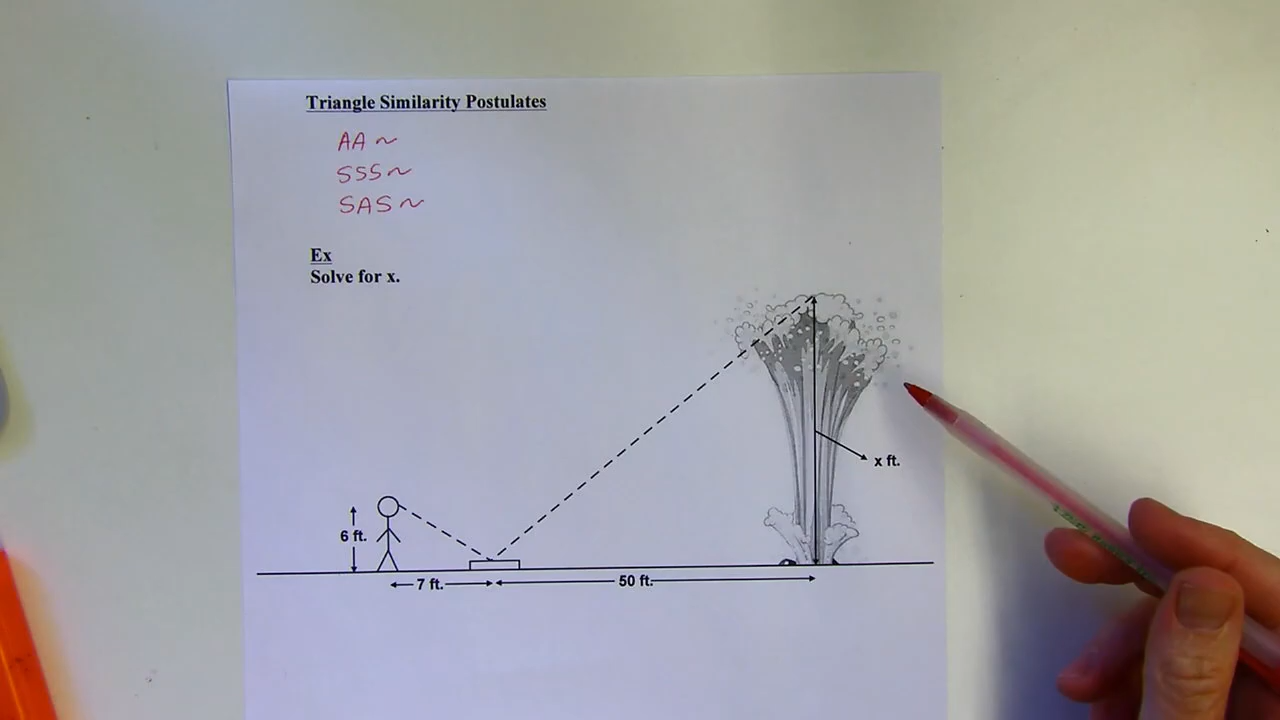 Triangle Similarity Postulates
AA ~
SSS ~
SAS ~
Ex
Solve for x.
x ft.
6 ft.
7 ft.
50 ft.